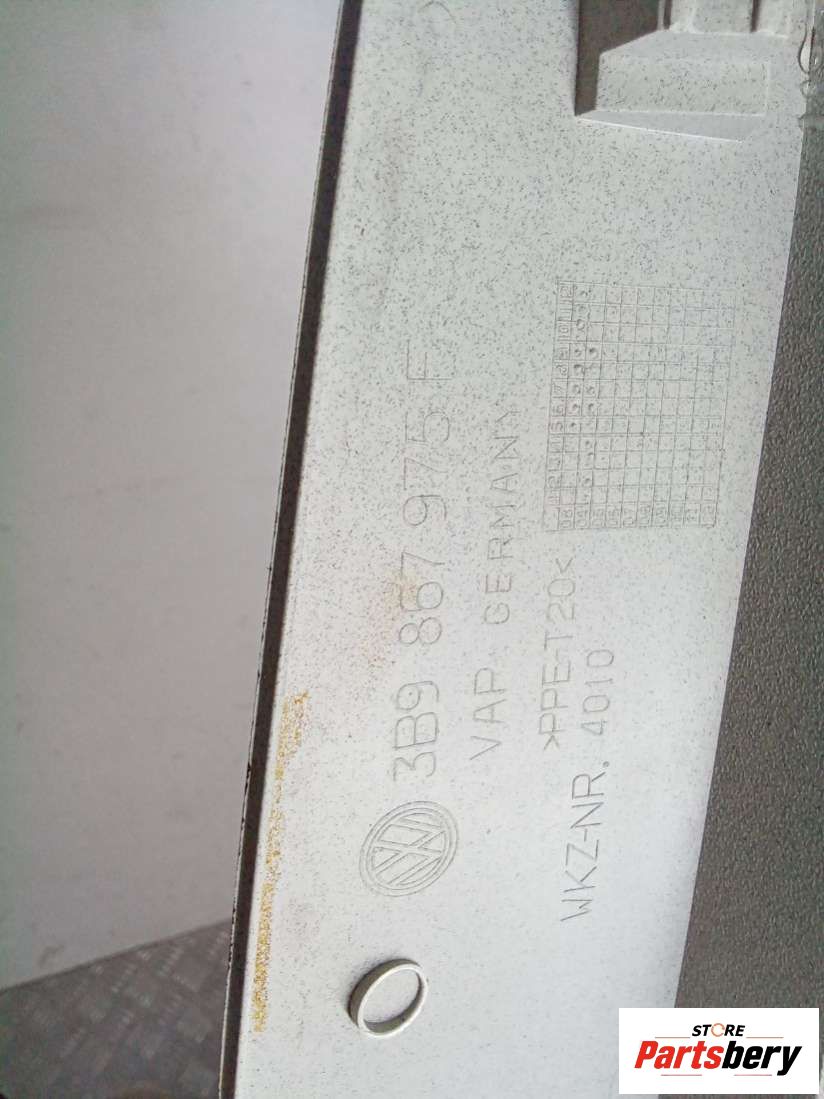 3B9 867 975 F
VAP GERMANY
>PPE-T20<
WKZ-NR. 4010
STORE
Partsbery